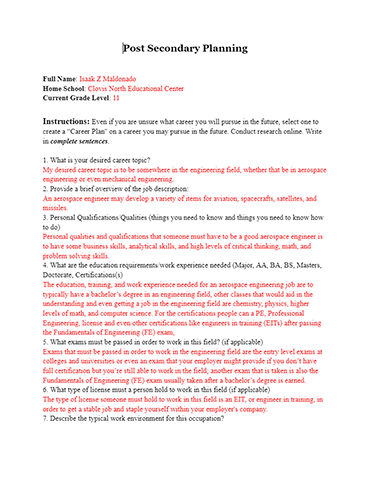 Post Secondary Planning
Full Name: Isaak Z Maldonado
Home School: Clovis North Educational Center
Current Grade Level: 11
Instructions: Even if you are unsure what career you will pursue in the future, select one to
create a "Career Plan" on a career you may pursue in the future. Conduct research online. Write
in complete sentences.
1. What is your desired career topic?
My desired career topic is to be somewhere in the engineering field, whether that be in aerospace
engineering or even mechanical engineering.
2. Provide a brief overview of the job description:
An aerospace engineer may develop a variety of items for aviation, spacecrafts, satellites, and
missiles.
3. Personal Qualifications/Qualities (things you need to know and things you need to know how
to do)
Personal qualities and qualifications that someone must have to be a good aerospace engineer is
to have some business skills, analytical skills, and high levels of critical thinking, math, and
problem solving skills.
4. What are the education requirements/work experience needed (Major, AA, BA, BS, Masters,
Doctorate, Certifications(s)
The education, training, and work experience needed for an aerospace engineering job are to
typically have a bachelor's degree in an engineering field, other classes that would aid in the
understanding and even getting a job in the engineering field are chemistry, physics, higher
levels of math, and computer science. For the certifications people can a PE, Professional
Engineering, license and even other certifications like engineers in training (EITs) after passing
the Fundamentals of Engineering (FE) exam,
5. What exams must be passed in order to work in this field? (if applicable)
Exams that must be passed in order to work in the engineering field are the entry level exams at
colleges and universities or even an exam that your employer might provide if you don't have
full certification but you're still able to work in the field; another exam that is taken is also the
Fundamentals of Engineering (FE) exam usually taken after a bachelor's degree is earned.
6. What type of license must a person hold to work in this field (if applicable)
The type of license someone must hold to work in this field is an EIT, or engineer in training, in
order to get a stable job and staple yourself within your employer's company.
7. Describe the typical work environment for this occupation?